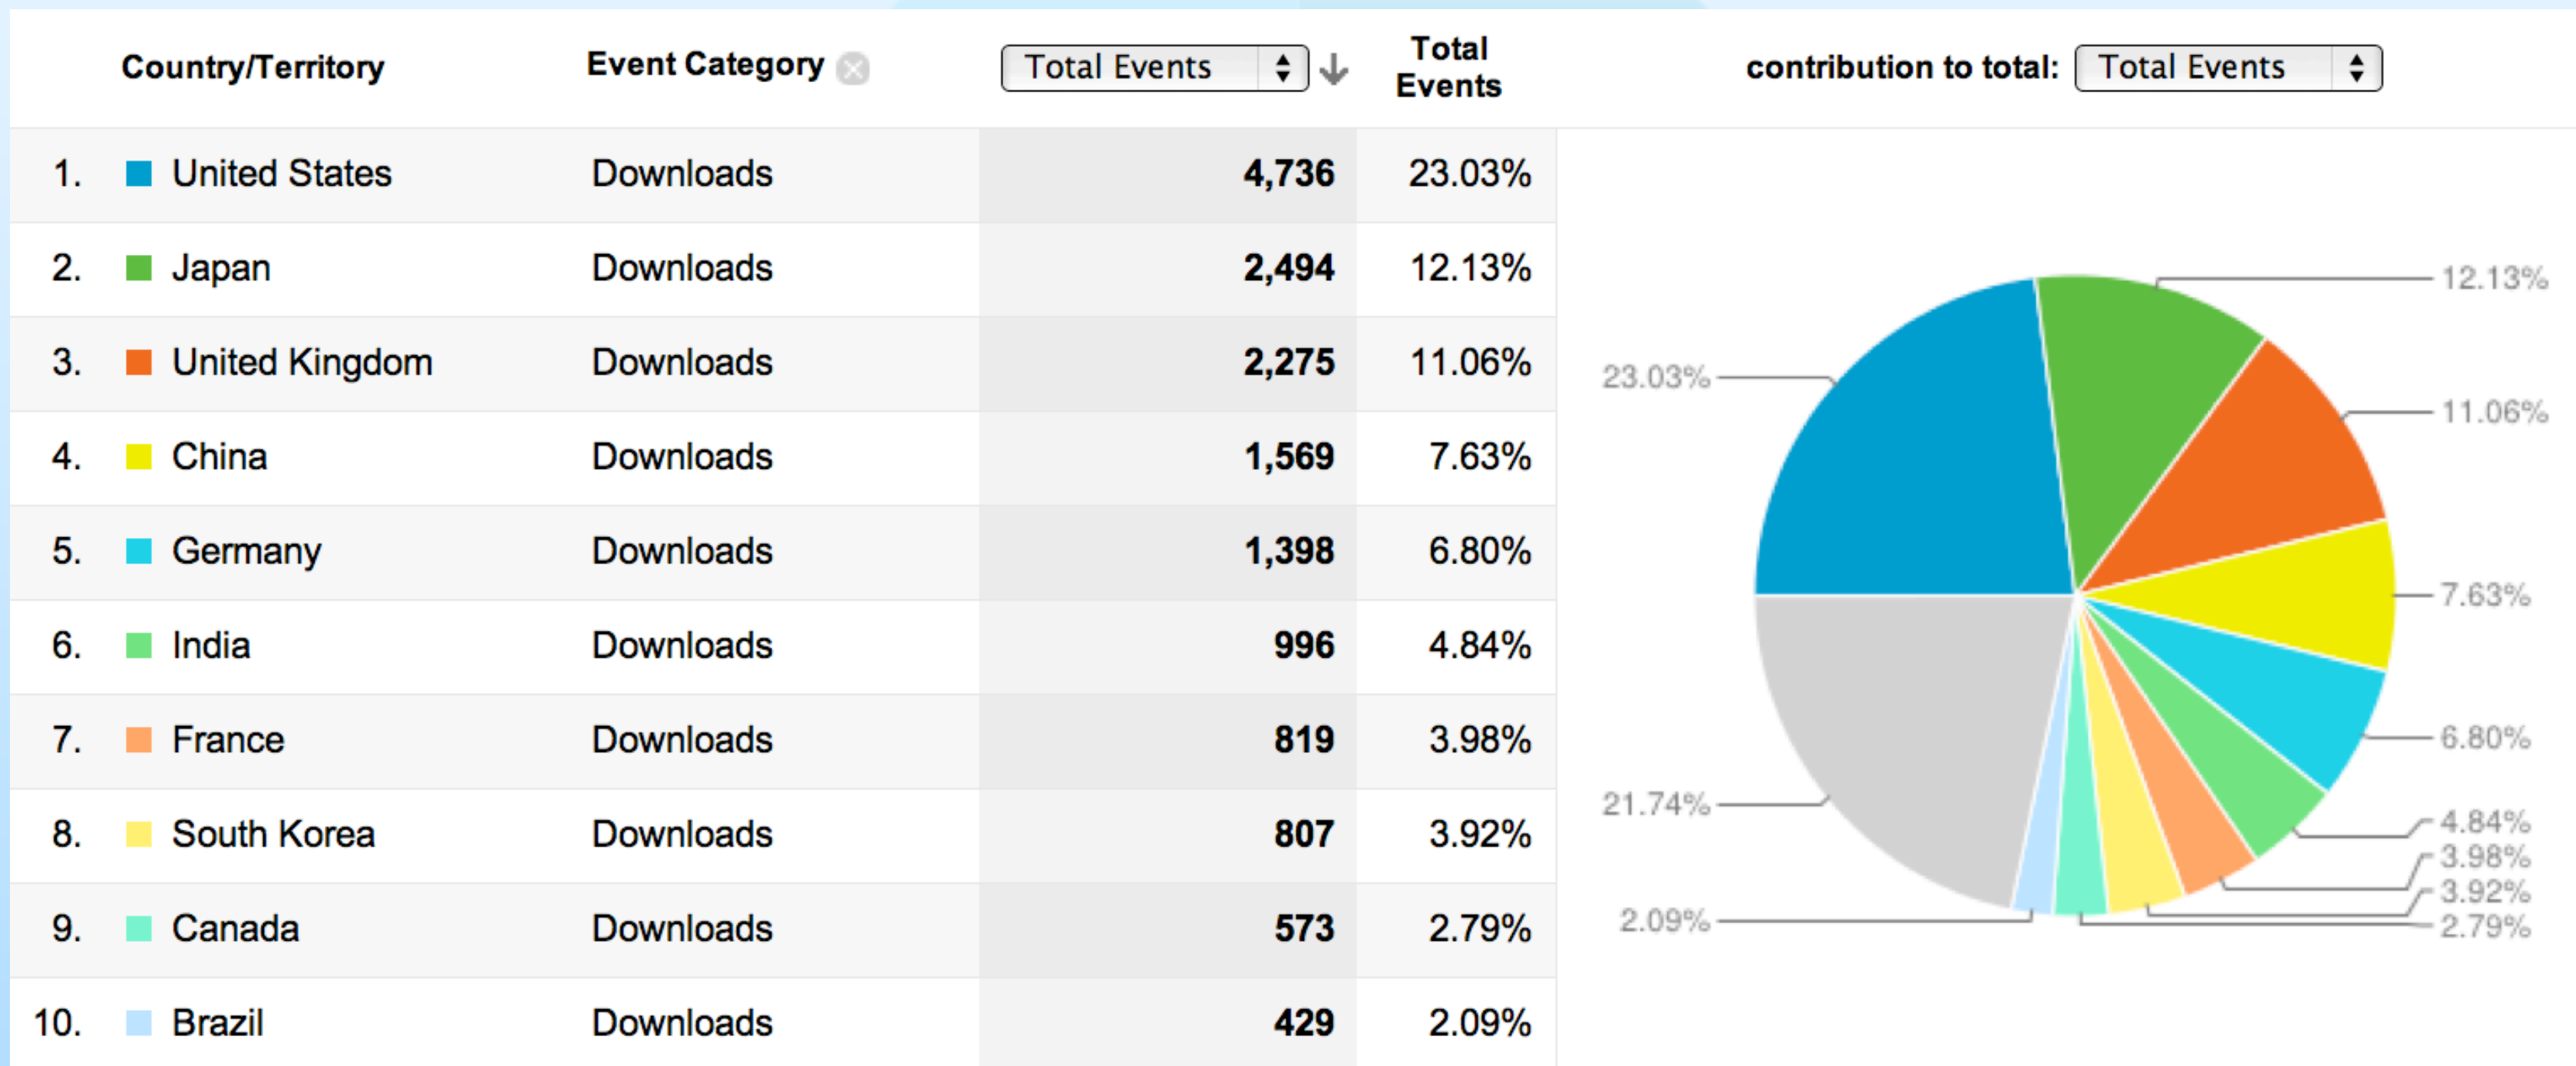 Country/Territory Event Category Total Events Total Events contribution to total: Total Events
1. United States Downloads 4,736 23.03%
2. Japan Downloads 2,494 12.13%
3. United Kingdom Downloads 2,275 11.06%
4. China Downloads 1,569 7.63%
5. Germany Downloads 1,398 6.80%
6. India Downloads 996 4.84%
7. France Downloads 819 3.98%
8. South Korea Downloads 807 3.92%
9. Canada Downloads 573 2.79%
10. Brazil Downloads 429 2.09%
12.13%
23.03%
11.06%
7.63%
6.80%
21.74%
4.84%
3.98%
3.92%
2.09%
2.79%